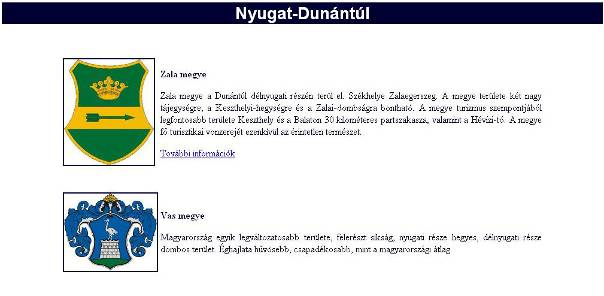 Nyugat-Dunántúl
Zala megye
Zala megye a Dunántúl délnyugati részén terül el. Székhelye Zalaegerszeg. A megye területe két nagy
tájegységre, a Keszthelyi-hegységre és a Zalai-dombságra bontható. A megye turizmus szempontjából
legfontosabb területe Keszthely és a Balaton 30 kilométeres partszakasza, valamint a Hévízi-tó. A megye
fő turisztikai vonzerejét ezenkívül az érintetlen természet.
További információk
Vas megye
Magyarország egyik legváltozatosabb területe, felerészt síkság, nyugati része hegyes, délnyugati része
dombos terület. Éghajlata hűvösebb, csapadékosabb, mint a magyarországi átlag.